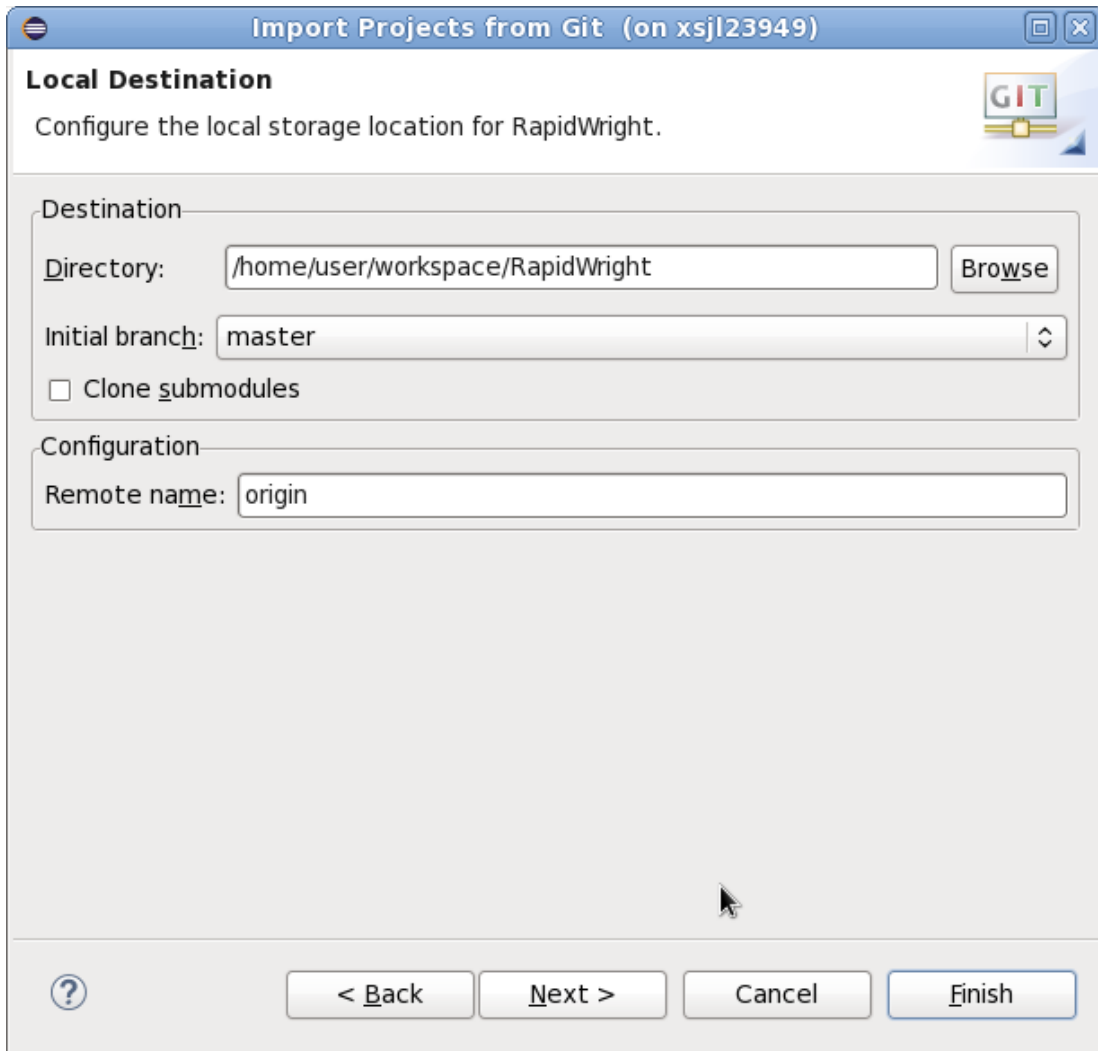 Import Projects from Git (on xsjl23949)
Local Destination
GIT
Configure the local storage location for RapidWright.
Destination
Directory: /home/user/workspace/RapidWright Browse
Initial branch: master
Clone submodules
Configuration
Remote name: origin
? < Back Next > Cancel Finish